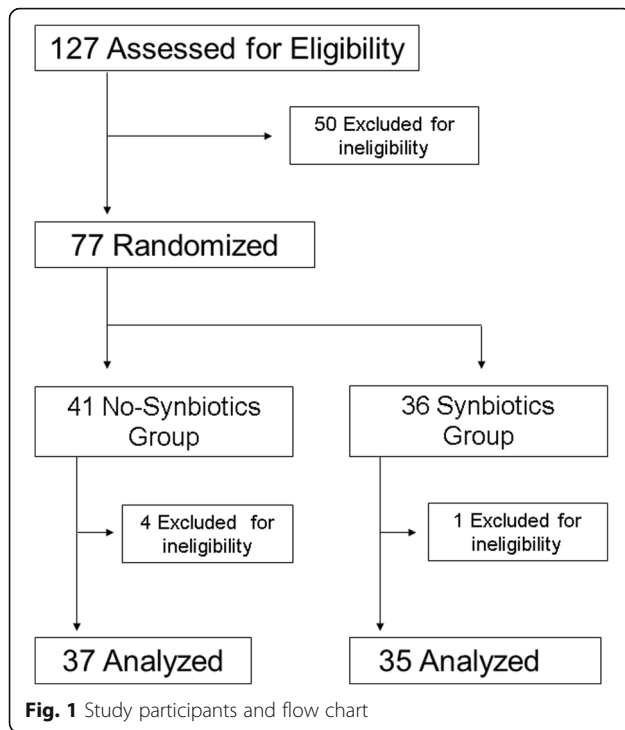 127 Assessed for Eligibility
50 Excluded for
ineligibility
77 Randomized
41 No-Synbiotics
Group
36 Synbiotics
Group
4 Excluded for
ineligibility
1 Excluded for
ineligibility
37 Analyzed
35 Analyzed
Fig. 1 Study participants and flow chart